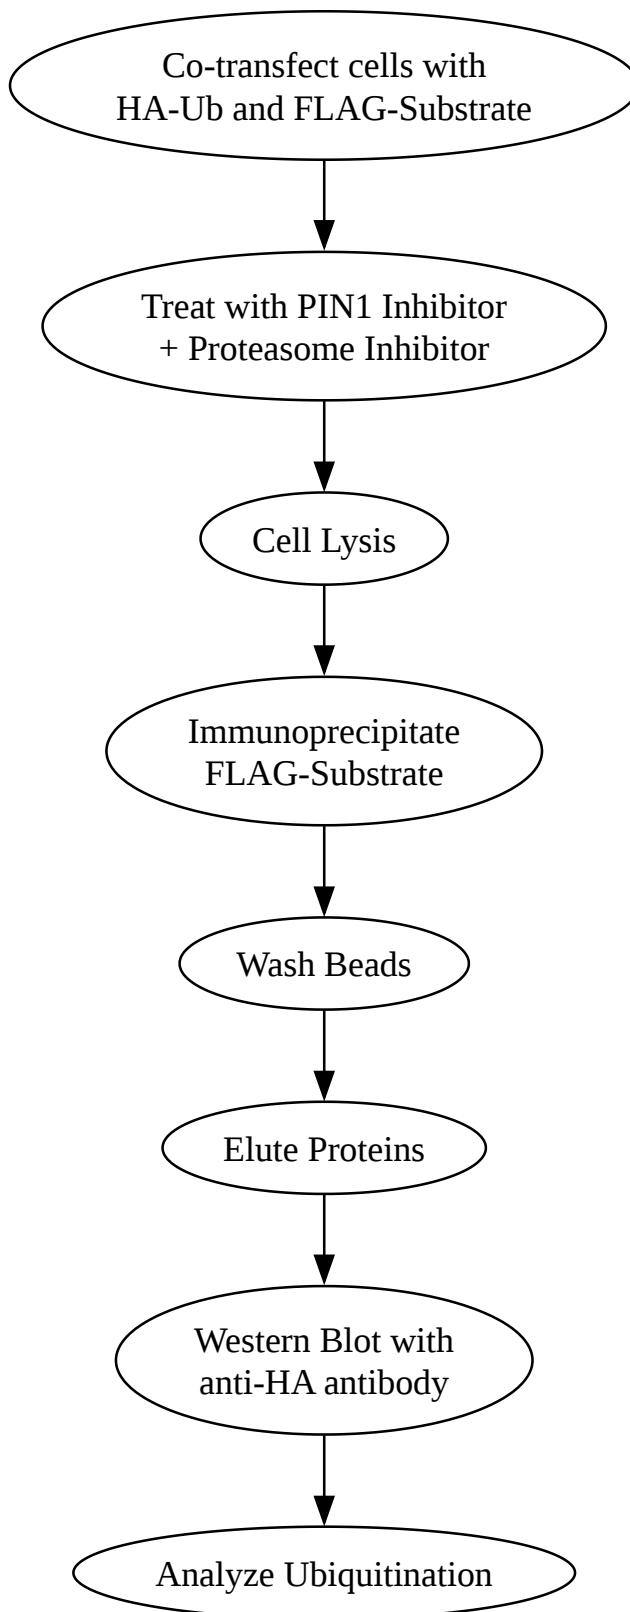 Co-transfect cells with
HA-Ub and FLAG-Substrate
Treat with PIN1 Inhibitor
+ Proteasome Inhibitor
Cell Lysis
Immunoprecipitate
FLAG-Substrate
Wash Beads
Elute Proteins
Western Blot with
anti-HA antibody
Analyze Ubiquitination